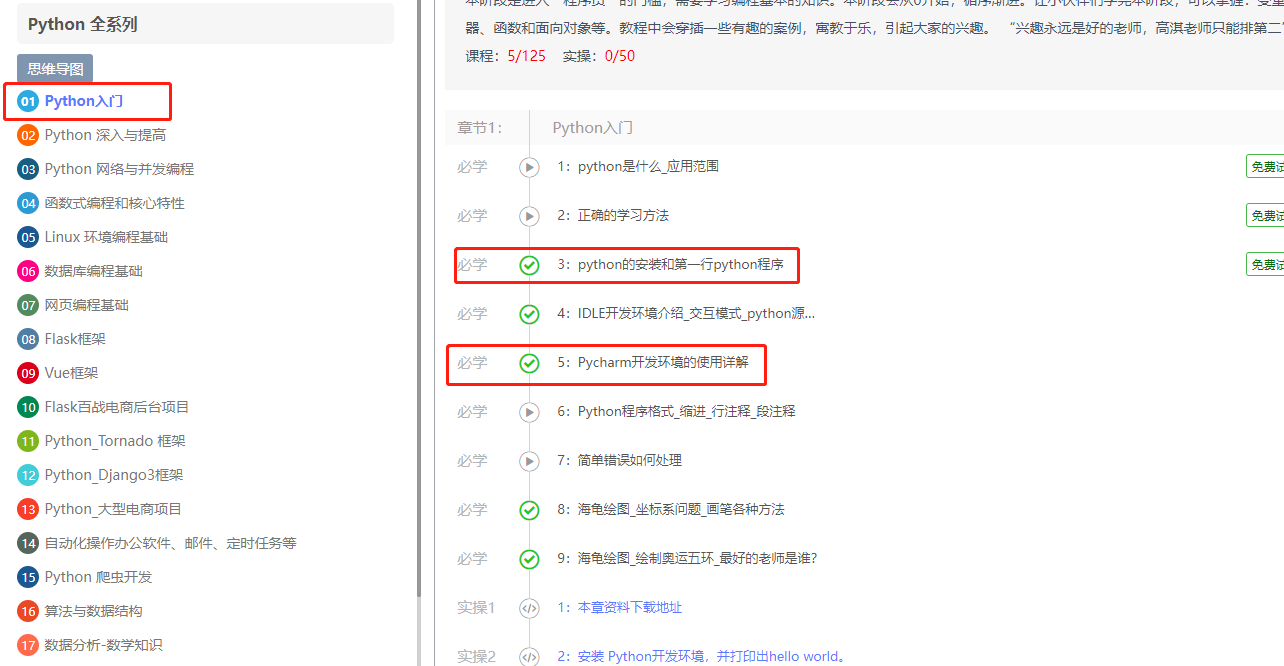 Python 全系列
思维导图
01 Python入门
02 Python 深入与提高
03 Python 网络与并发编程
04 函数式编程和核心特性
05 Linux 环境编程基础
06 数据库编程基础
07 网页编程基础
08 Flask框架
09 Vue框架
10 Flask百战电商后台项目
11 Python_Tornado 框架
12 Python_Django3框架
13 Python_大型电商项目
14 自动化操作办公软件、邮件、定时任务等
15 Python 爬虫开发
16 算法与数据结构
17 数据分析-数学知识
器、函数和面向对象等。教程中会穿插一些有趣的案例，寓教于乐，引起大家的兴趣。 “兴趣永远是好的老师，高淇老师只能排第二
课程：5/125 实操：0/50
章节1： Python入门
必学 1：python是什么_应用范围 免费试
必学 2：正确的学习方法 免费试
必学 3：python的安装和第一行python程序 免费试
必学 4：IDLE开发环境介绍_交互模式_python源...
必学 5：Pycharm开发环境的使用详解
必学 6：Python程序格式_缩进_行注释_段注释
必学 7：简单错误如何处理
必学 8：海龟绘图_坐标系问题_画笔各种方法
必学 9：海龟绘图_绘制奥运五环_最好的老师是谁?
实操1 </> 1：本章资料下载地址
实操2 </> 2：安装 Python开发环境，并打印出hello world。